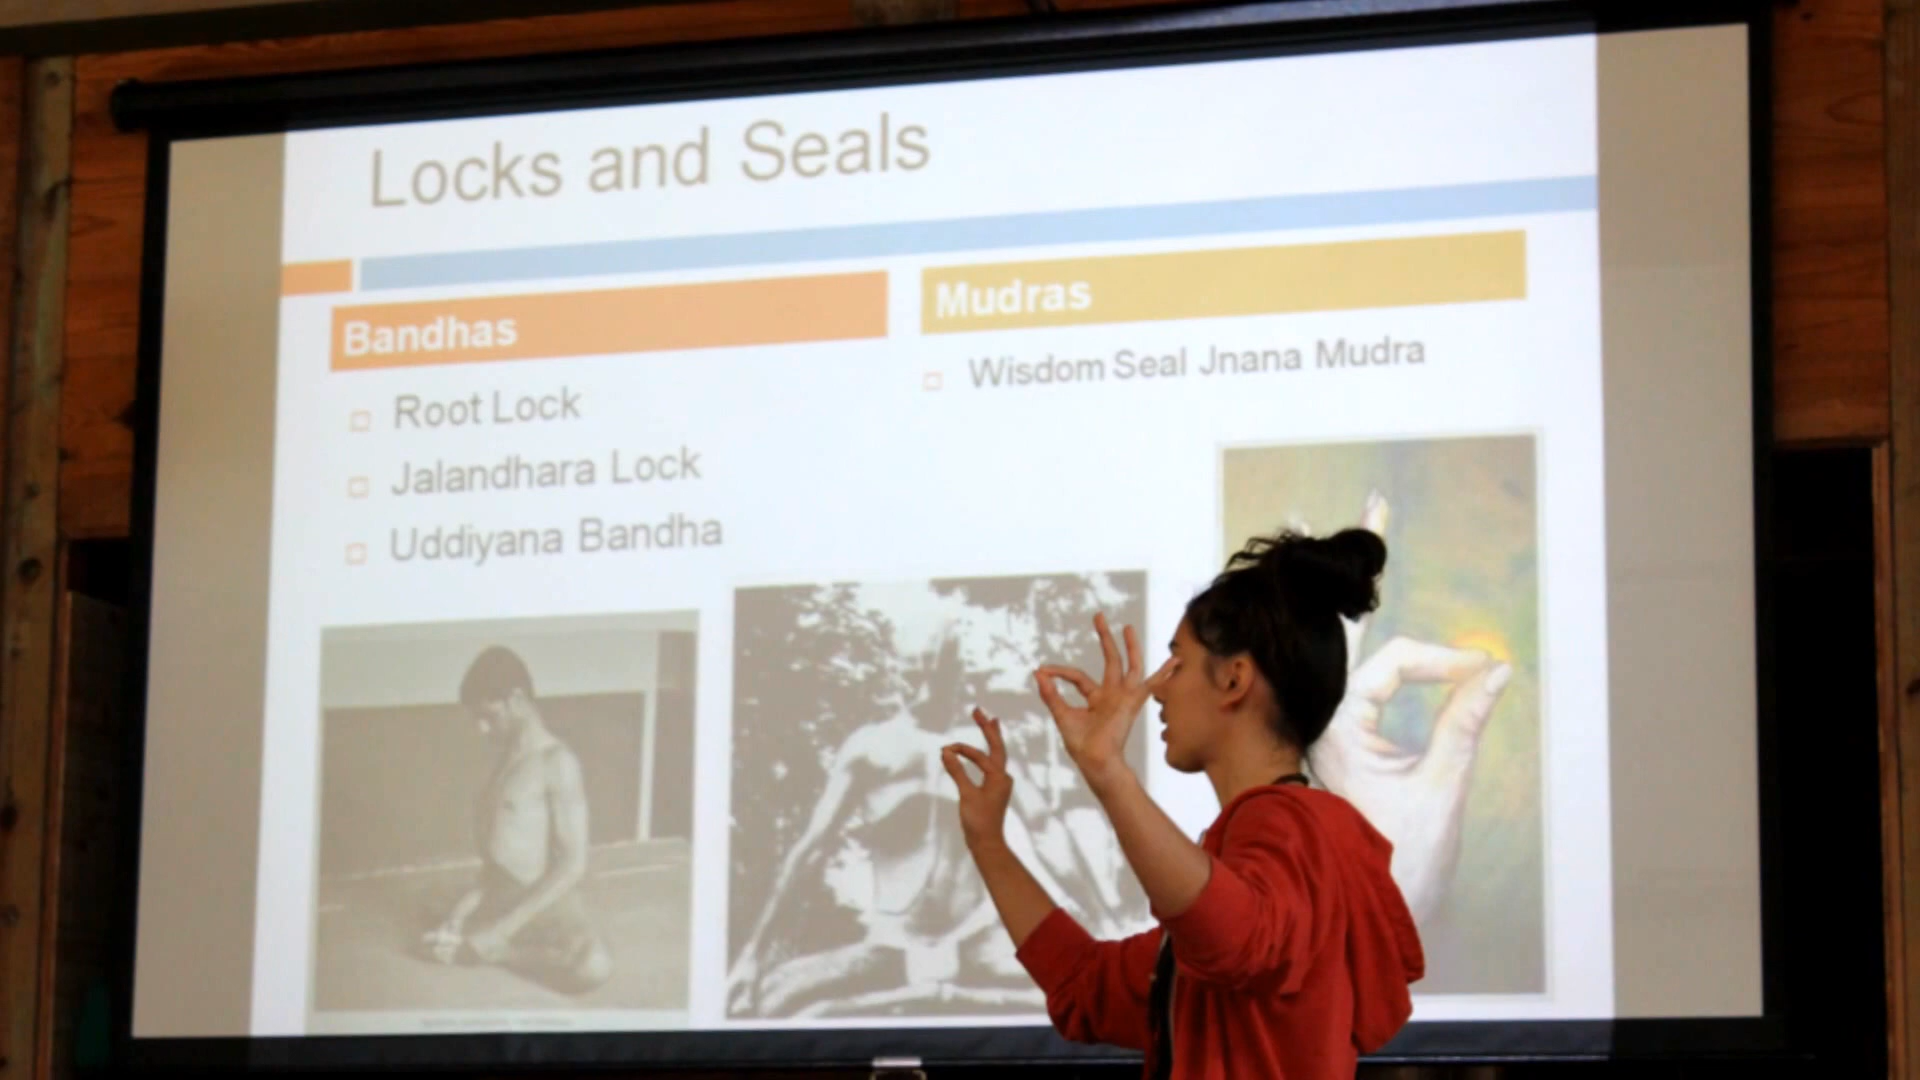 Locks and Seals
Bandhas
Root Lock
Jalandhara Lock
Uddiyana Bandha
Mudras
Wisdom Seal Jnana Mudra